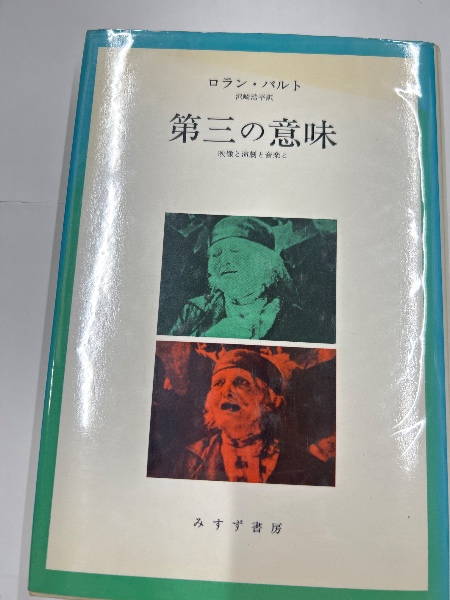 ロラン・バルト
沢崎浩平訳
第三の意味
映像と演劇と音楽と
みすず書房